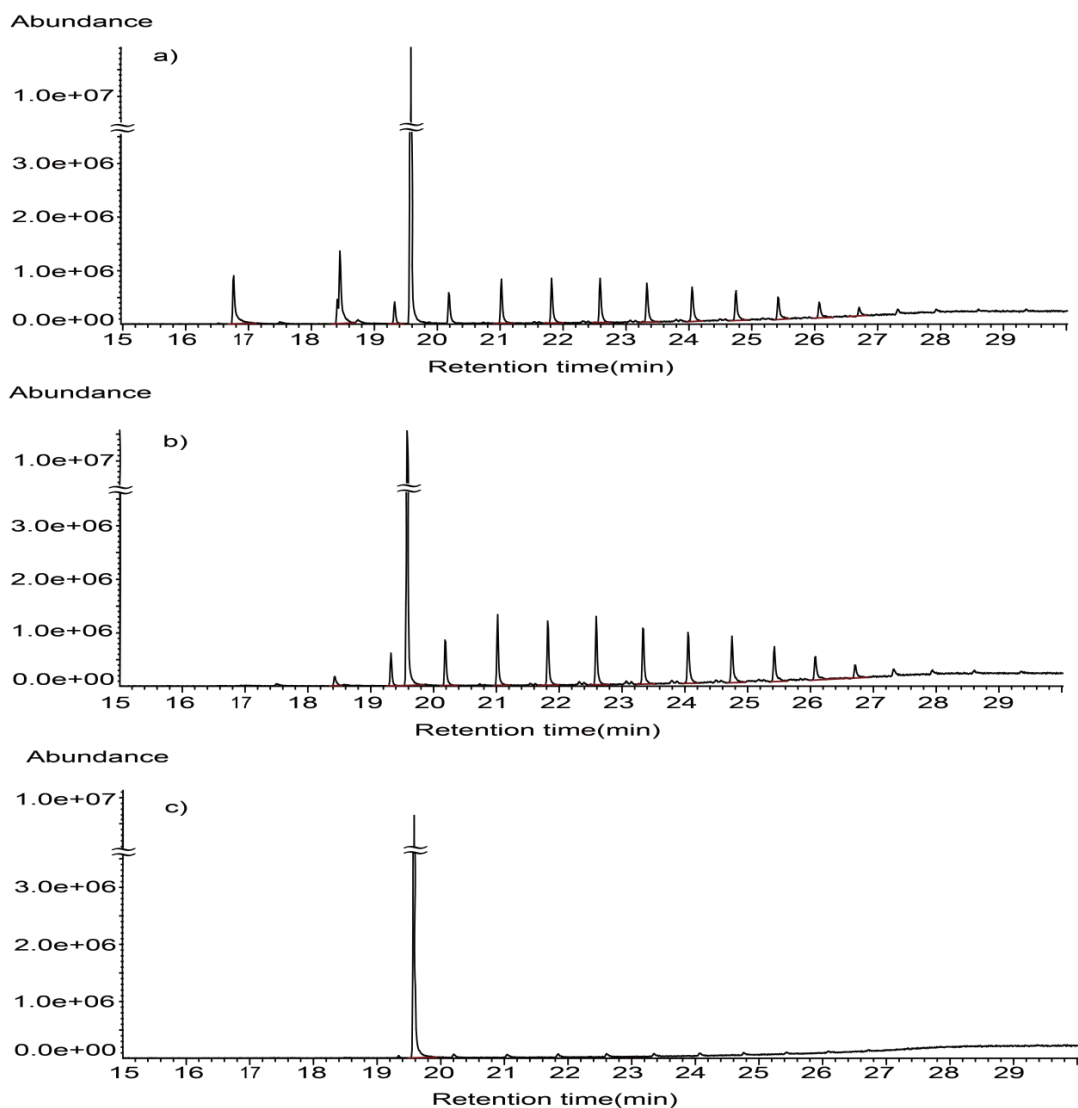 Abundance
a)
1.0e+07
3.0e+06
2.0e+06
1.0e+06
0.0e+00
15 16 17 18 19 20 21 22 23 24 25 26 27 28 29
Retention time(min)
Abundance
b)
1.0e+07
3.0e+06
2.0e+06
1.0e+06
0.0e+00
15 16 17 18 19 20 21 22 23 24 25 26 27 28 29
Retention time(min)
Abundance
c)
1.0e+07
3.0e+06
2.0e+06
1.0e+06
0.0e+00
15 16 17 18 19 20 21 22 23 24 25 26 27 28 29
Retention time(min)